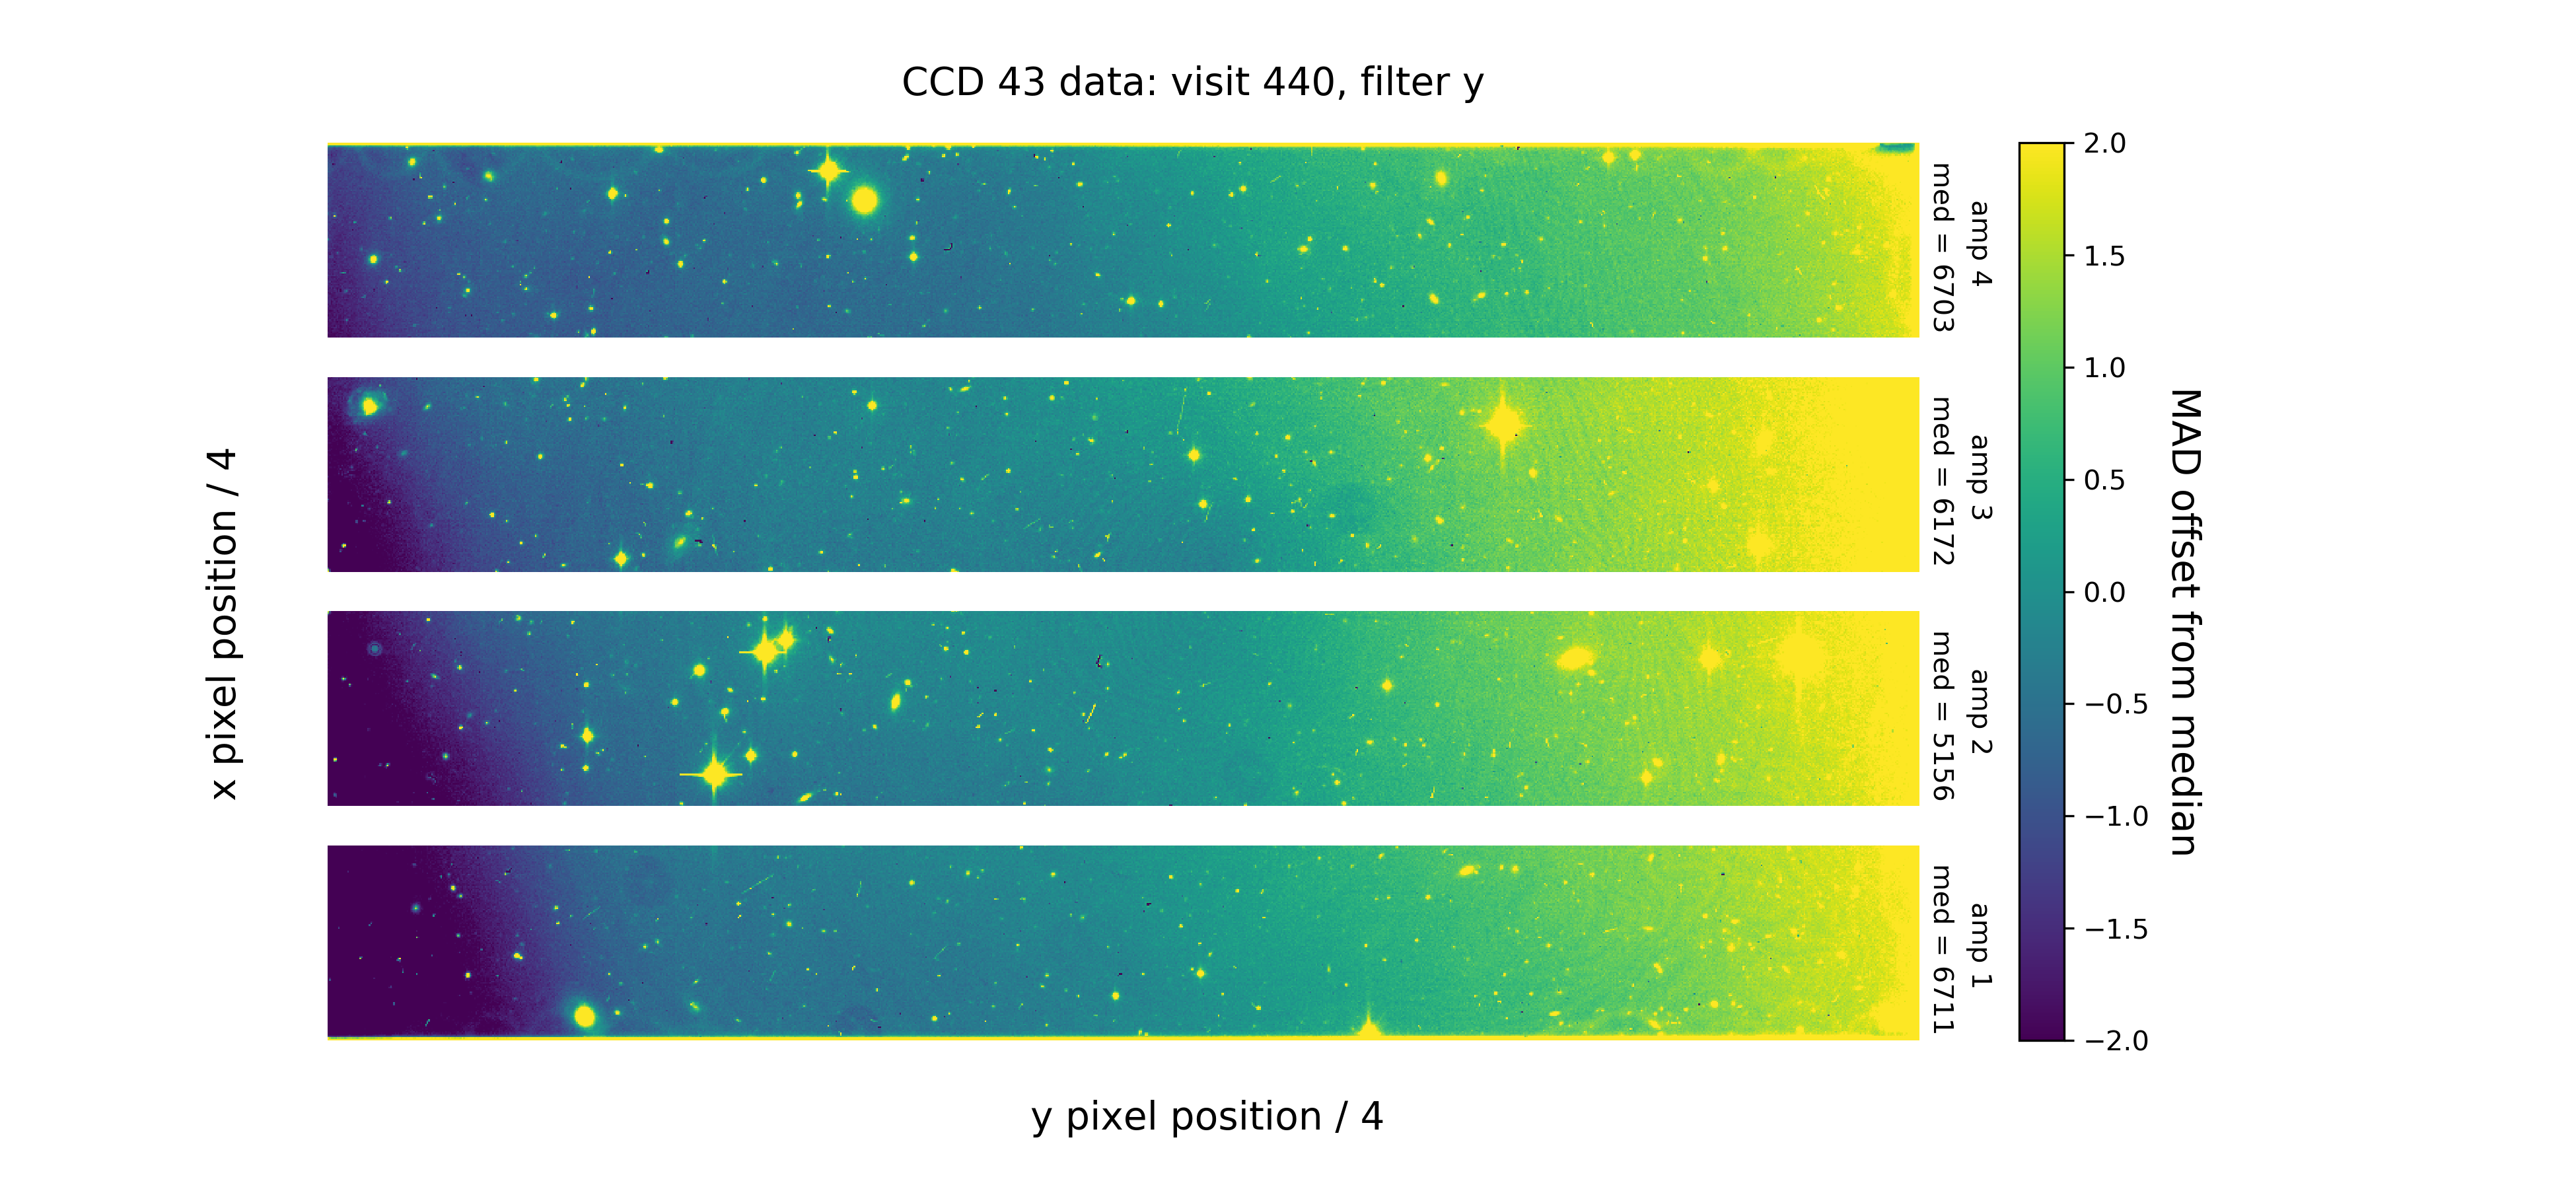 CCD 43 data: visit 440, filter y
x pixel position / 4
y pixel position / 4
amp 4
med = 6703
amp 3
med = 6172
amp 2
med = 5156
amp 1
med = 6711
2.0
1.5
1.0
0.5
0.0
−0.5
−1.0
−1.5
−2.0
MAD offset from median